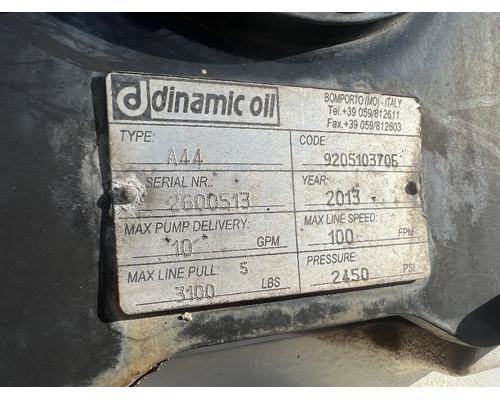 dinamic oil
BOMPORTO (MO) - ITALY
Tel.+39 059/812611
Fax.+39 059/812603
TYPE:
A44
CODE:
920510370E
SERIAL NR.:
2600513
YEAR:
2013
MAX PUMP DELIVERY:
10 GPM
MAX LINE SPEED:
100 FPM
MAX LINE PULL: 5
3100 LBS
PRESSURE:
2450 PSI